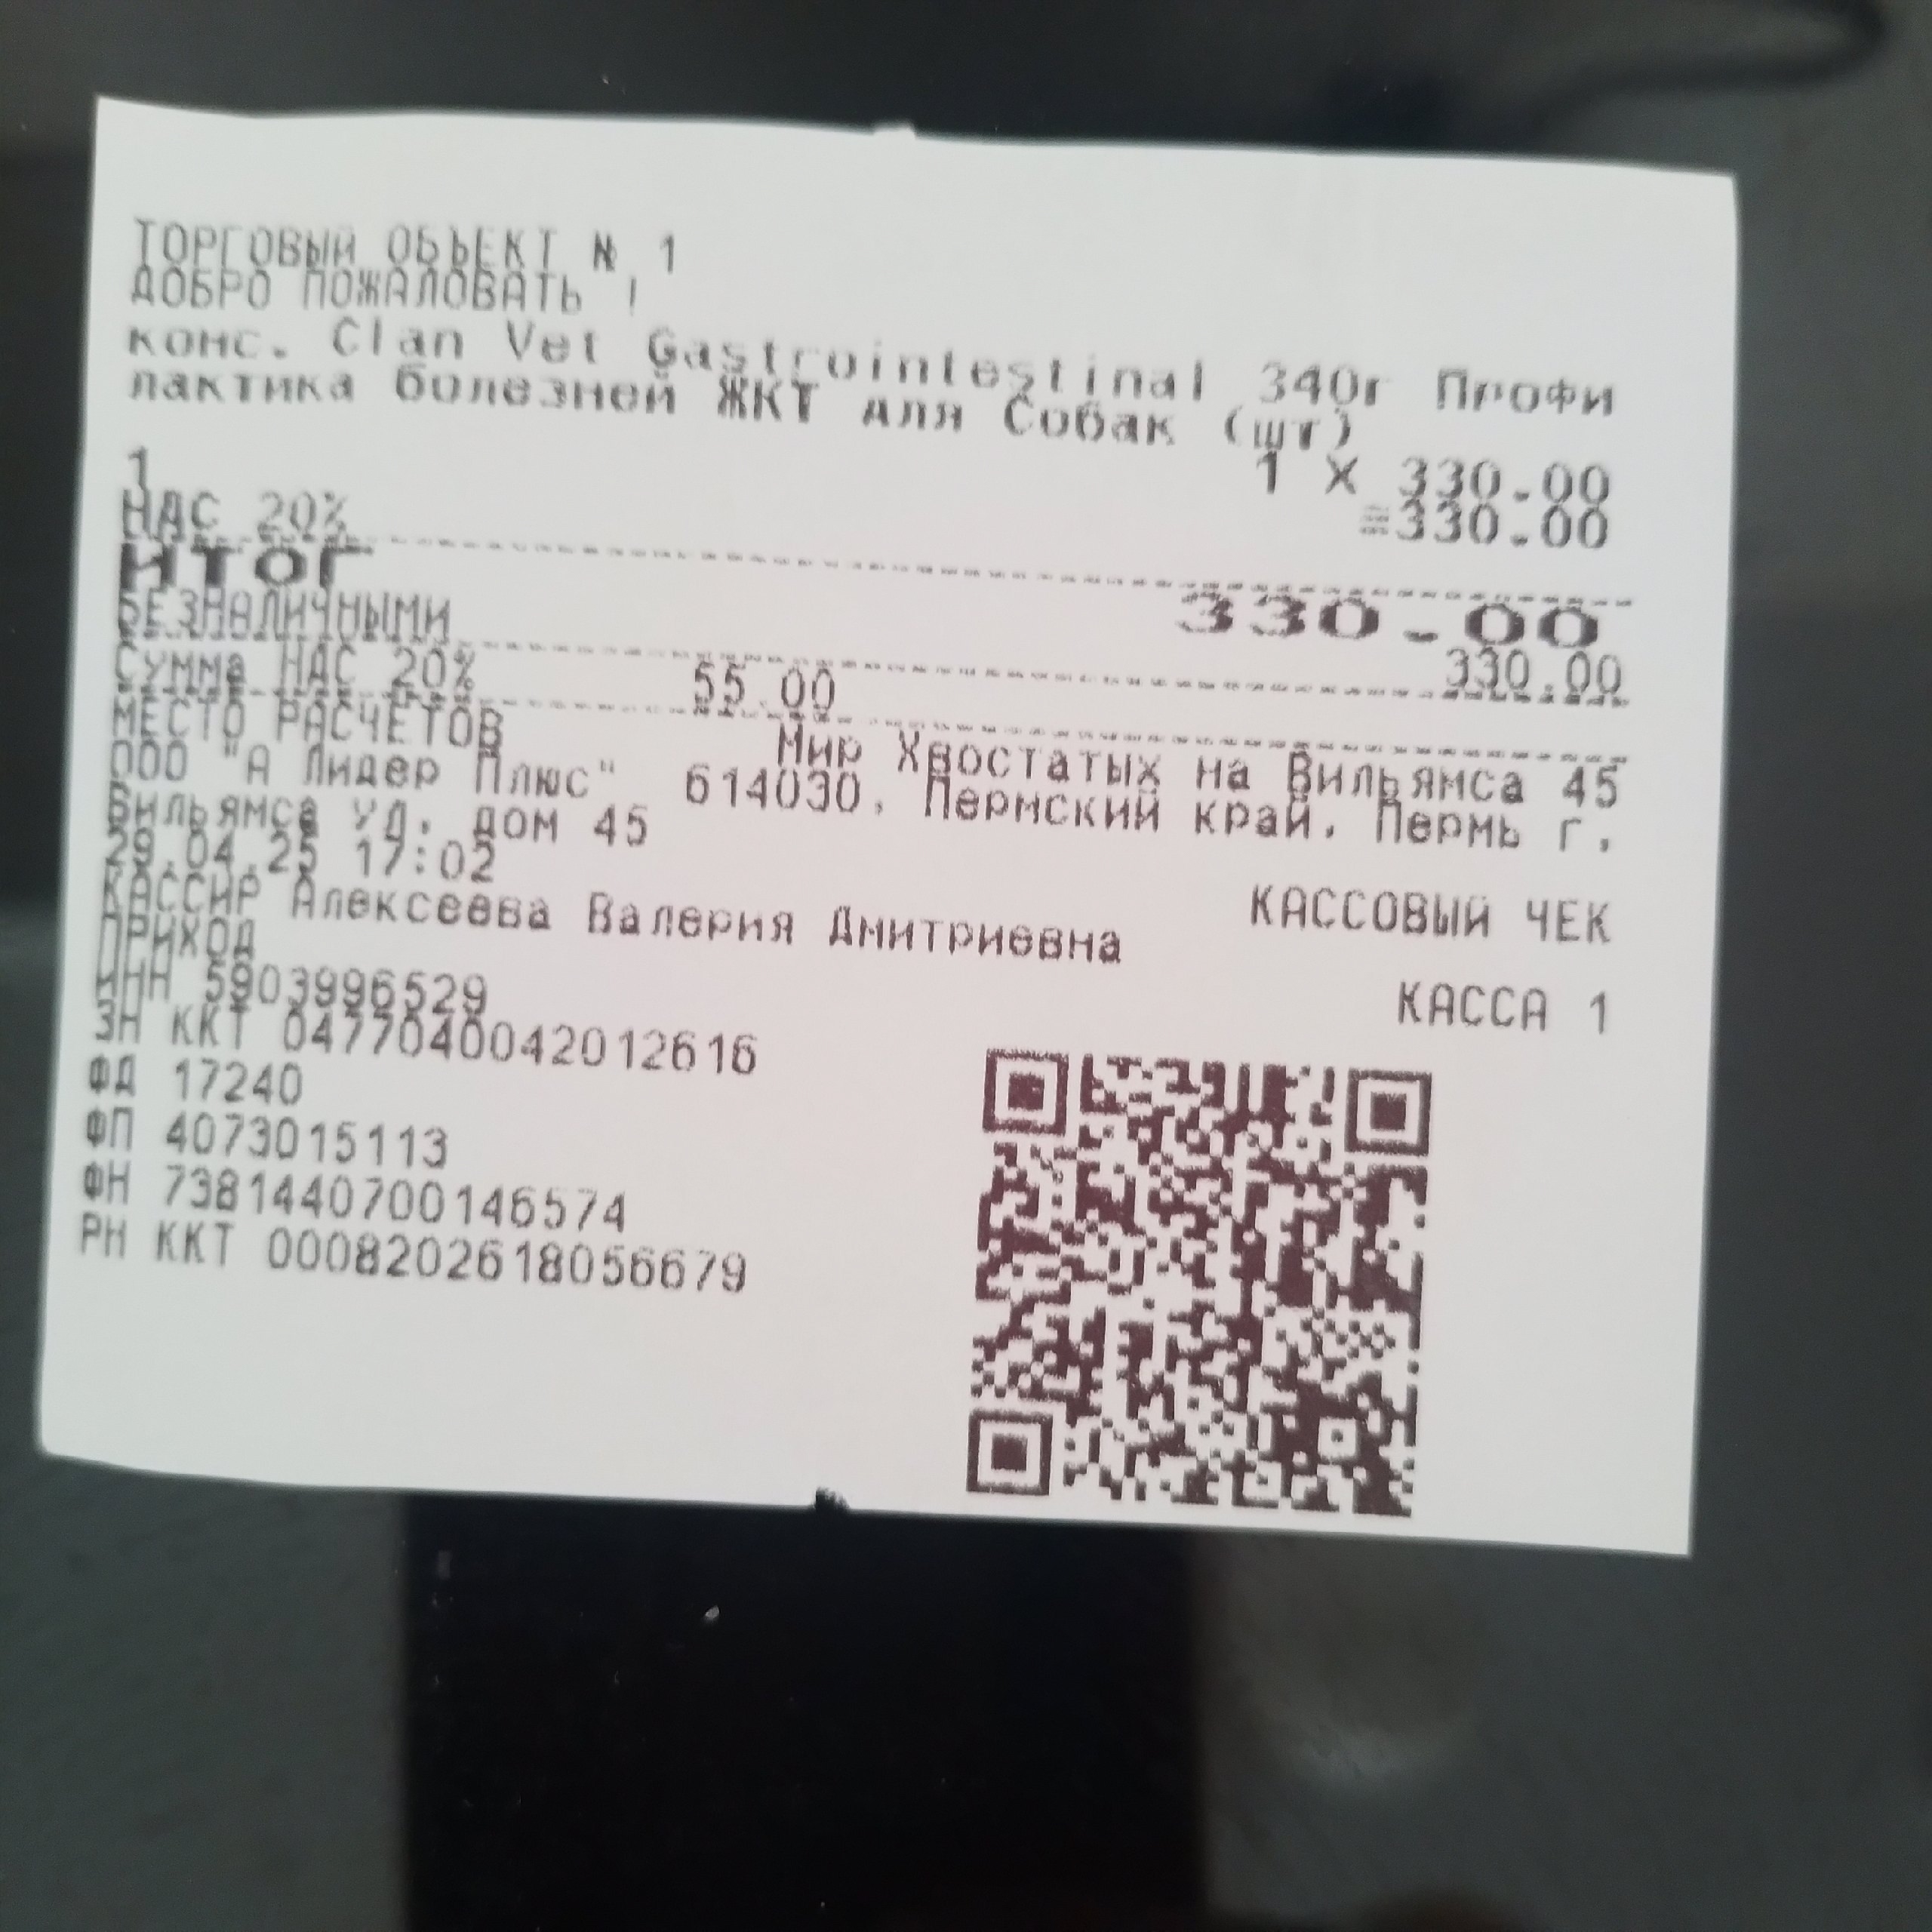 ТОРГОВЫЙ ОБЪЕКТ № 1
ДОБРО ПОЖАЛОВАТЬ !
конс. Clan Vet Gastrointestinal 340г Профи
лактика болезней ЖКТ для Собак (шт)
1 1 X 330.00
НДС 20% =330.00
ИТОГ 330.00
БЕЗНАЛИЧНЫМИ 330.00
Сумма НДС 20% 55.00
МЕСТО РАСЧЕТОВ Мир Хвостатых на Вильямса 45
ООО "А Лидер Плюс" 614030, Пермский край, Пермь г,
Вильямса ул, дом 45
29.04.25 17:02 КАССОВЫЙ ЧЕК
КАССИР Алексеева Валерия Дмитриевна
ПРИХОД КАССА 1
ИНН 5903996529
ЗН ККТ 0477040042012616
ФД 17240
ФП 4073015113
ФН 7381440700146574
РН ККТ 0008202618056679